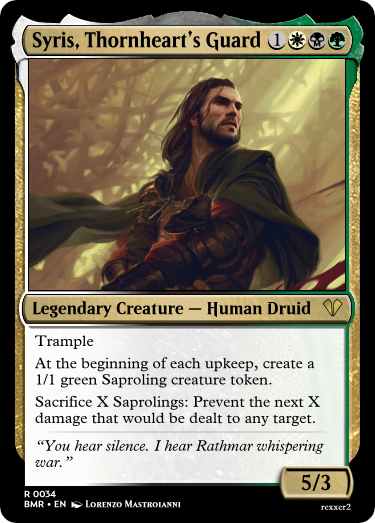 Syris, Thornheart's Guard 1
Legendary Creature — Human Druid
Trample
At the beginning of each upkeep, create a
1/1 green Saproling creature token.
Sacrifice X Saprolings: Prevent the next X
damage that would be dealt to any target.
“You hear silence. I hear Rathmar whispering
war.”
5/3
R 0034
BMR • EN Lorenzo Mastroianni
rexxer2